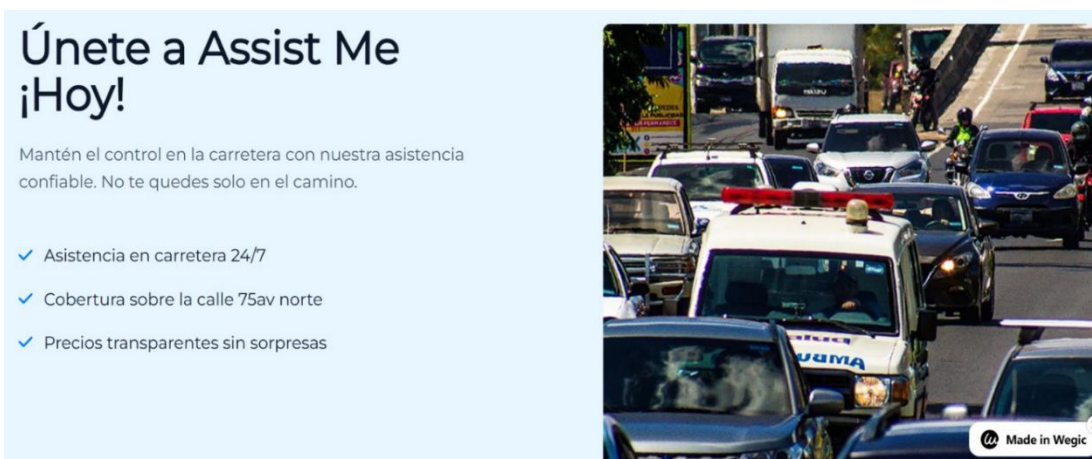 Únete a Assist Me
¡Hoy!
Mantén el control en la carretera con nuestra asistencia
confiable. No te quedes solo en el camino.
Asistencia en carretera 24/7
Cobertura sobre la calle 75av norte
Precios transparentes sin sorpresas
ISUZU
Made in Wegic